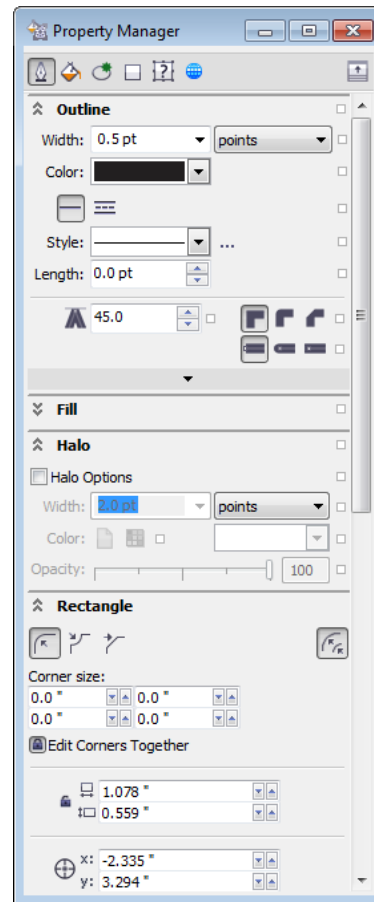 Property Manager
Outline
Width: 0.5 pt points
Color:
Style: ...
Length: 0.0 pt
45.0
Fill
Halo
Halo Options
Width: 2.0 pt points
Color:
Opacity: 100
Rectangle
Corner size:
0.0 " 0.0 "
0.0 " 0.0 "
Edit Corners Together
1.078 "
0.559 "
x: -2.335 "
y: 3.294 "